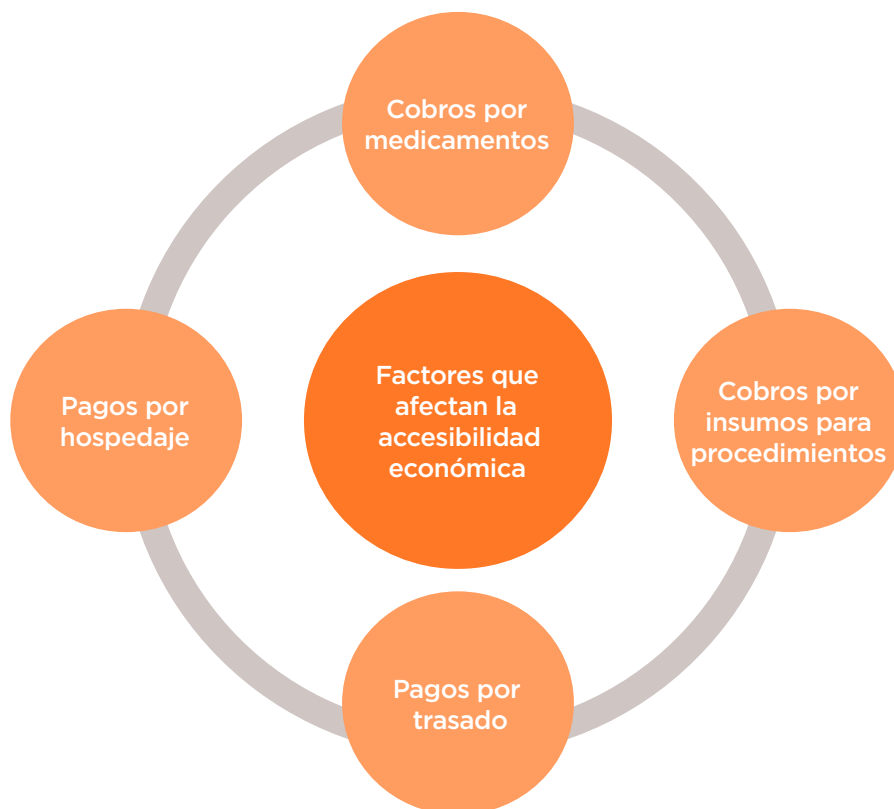 Cobros por
medicamentos
Pagos por
hospedaje
Factores que
afectan la
accesibilidad
económica
Cobros por
insumos para
procedimientos
Pagos por
trasado